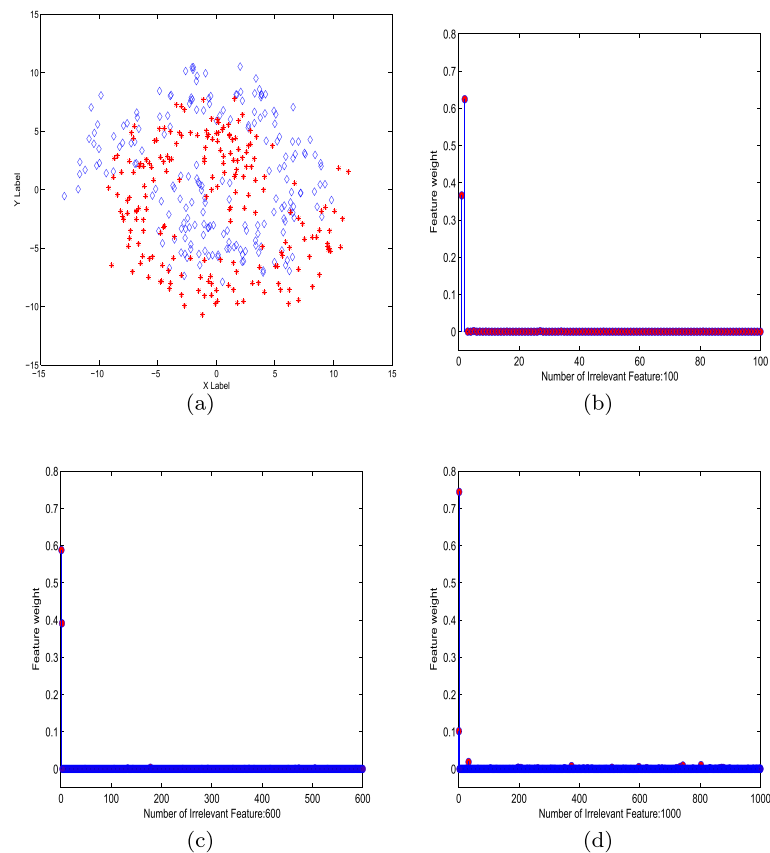 15
10
5
0
−5
−10
−15
−15 −10 −5 0 5 10 15
Y Label
X Label
(a)
0.8
0.7
0.6
0.5
0.4
0.3
0.2
0.1
0
0 20 40 60 80 100
Feature weight
Number of Irrelevant Feature:100
(b)
0.8
0.7
0.6
0.5
0.4
0.3
0.2
0.1
0
0 100 200 300 400 500 600
Feature weight
Number of Irrelevant Feature:600
(c)
0.8
0.7
0.6
0.5
0.4
0.3
0.2
0.1
0
0 200 400 600 800 1000
Feature weight
Number of Irrelevant Feature:1000
(d)